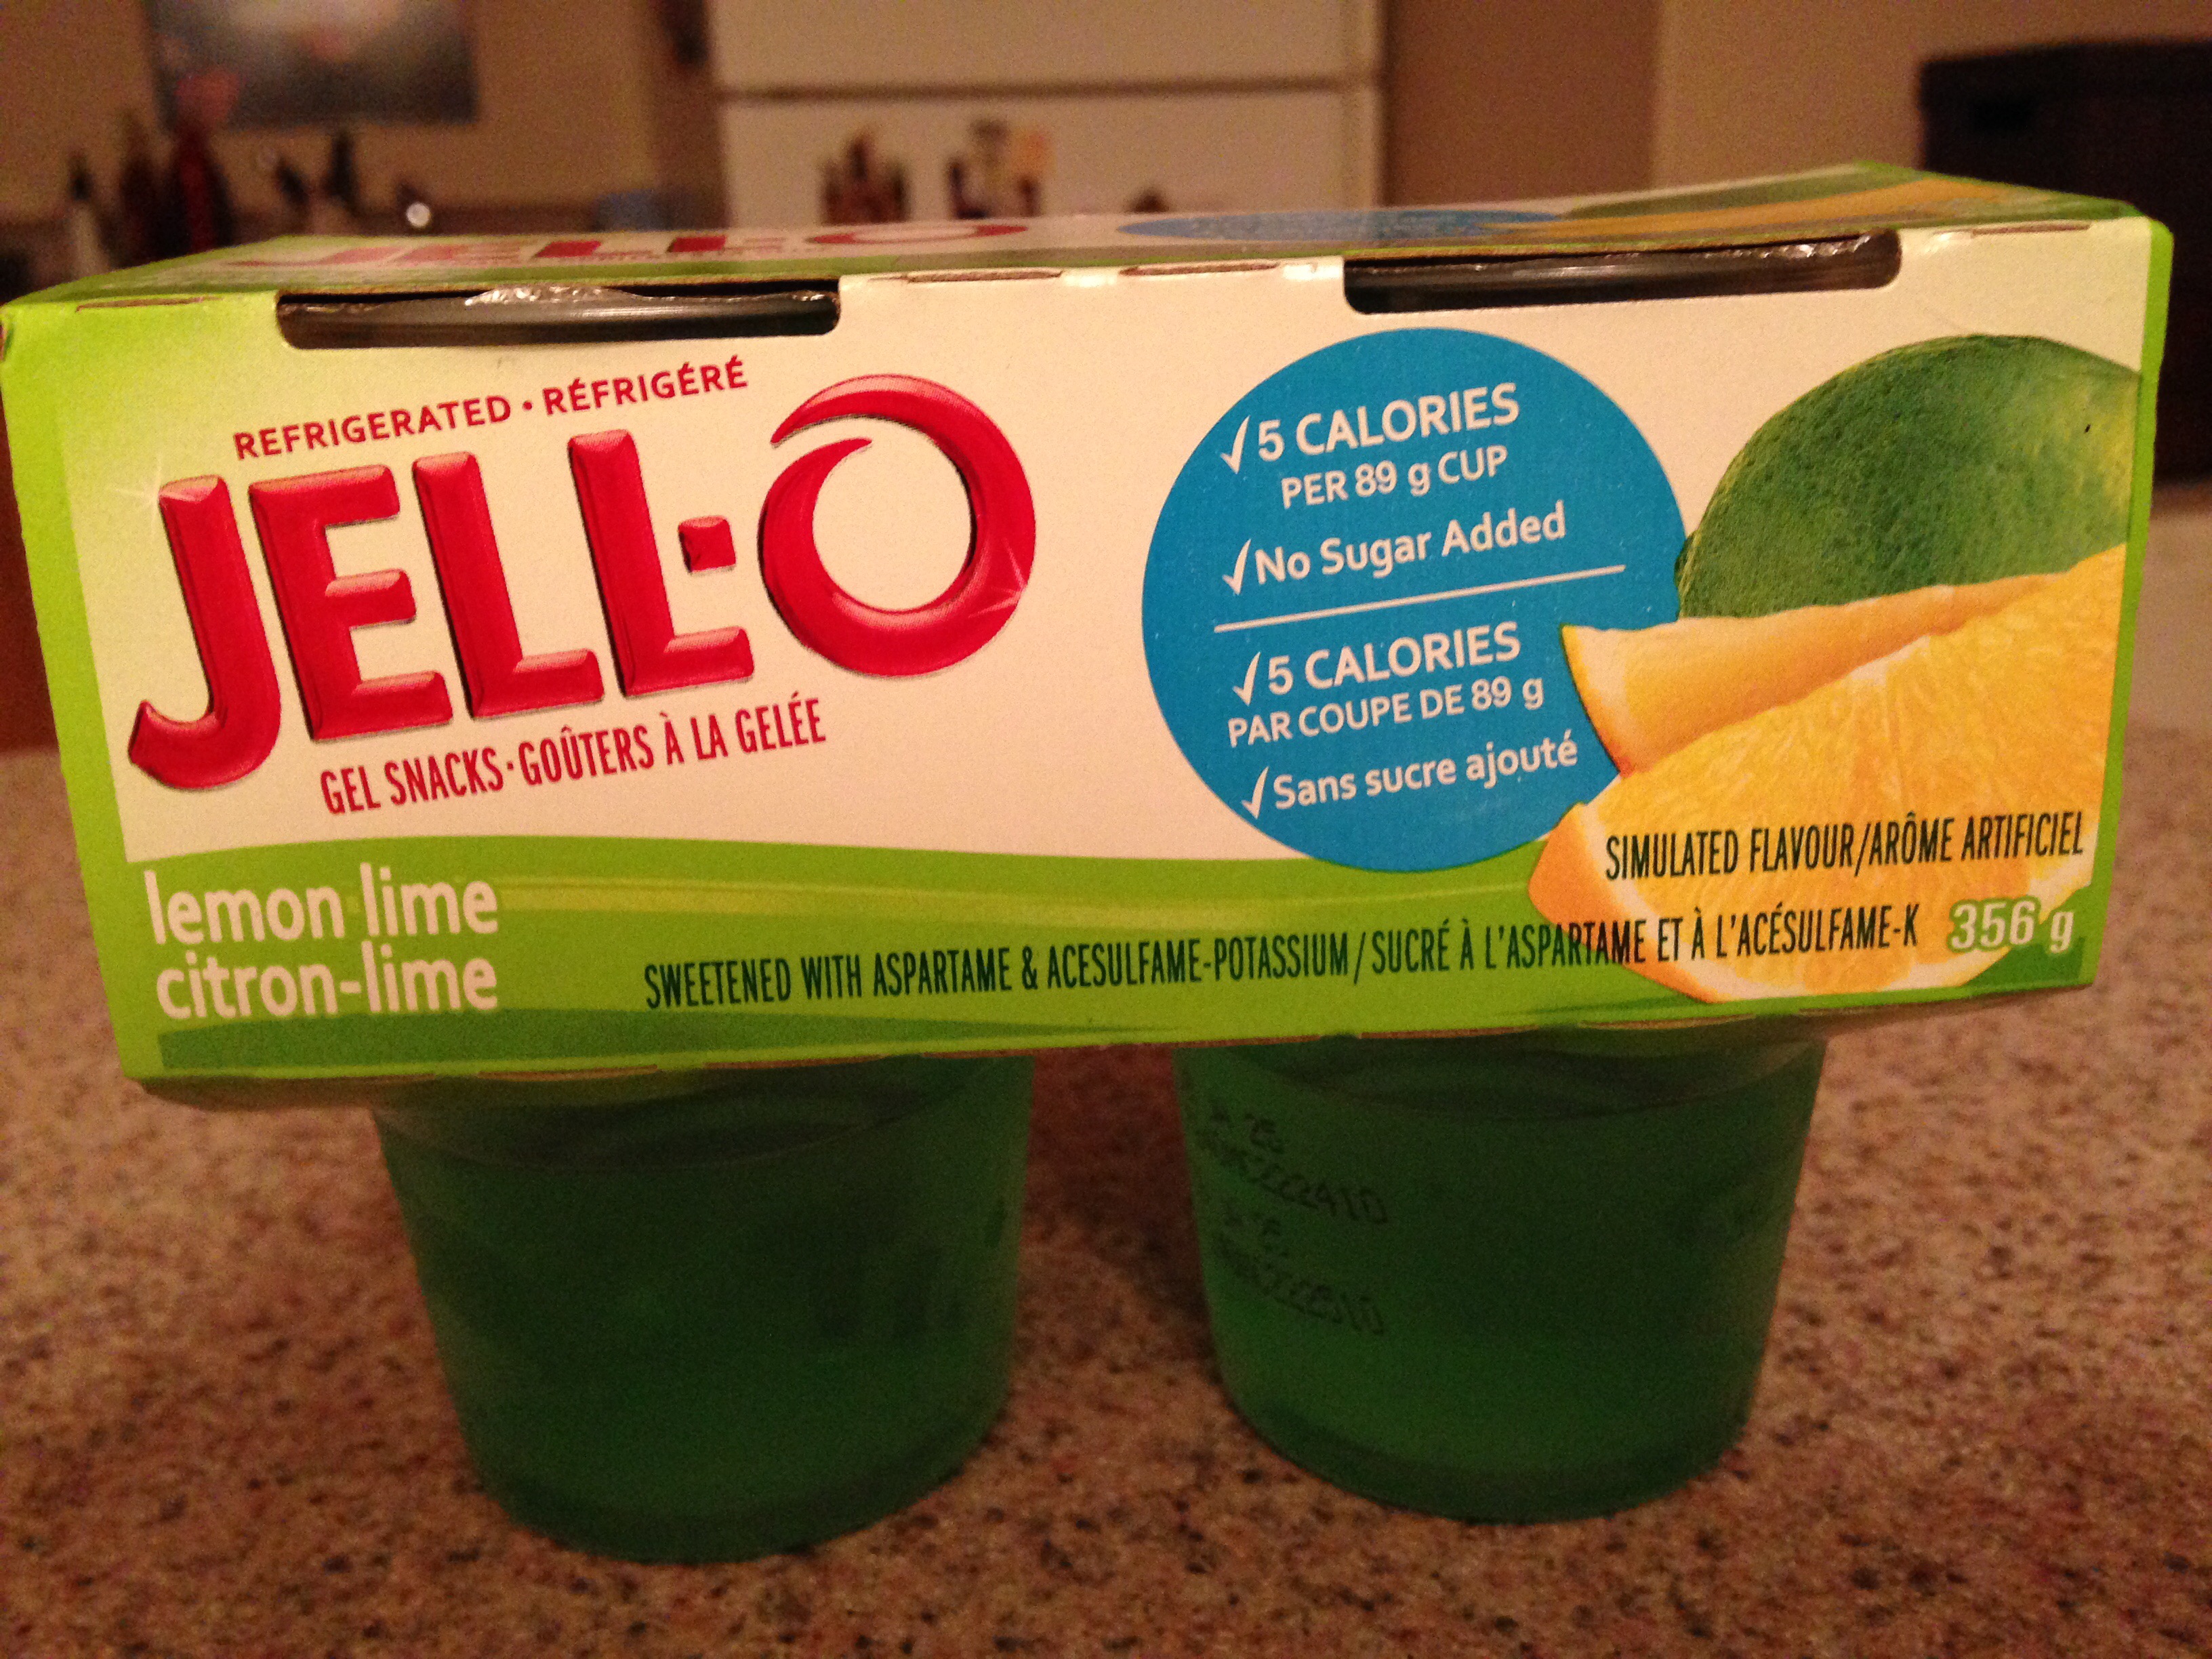 REFRIGERATED • RÉFRIGÉRÉ
JELL-O
GEL SNACKS • GOÛTERS À LA GELÉE
lemon-lime
citron-lime
✓5 CALORIES
PER 89 g CUP
✓No Sugar Added
✓5 CALORIES
PAR COUPE DE 89 g
✓Sans sucre ajouté
SIMULATED FLAVOUR/ARÔME ARTIFICIEL
SWEETENED WITH ASPARTAME & ACESULFAME-POTASSIUM / SUCRÉ À L'ASPARTAME ET À L'ACÉSULFAME-K 356 g